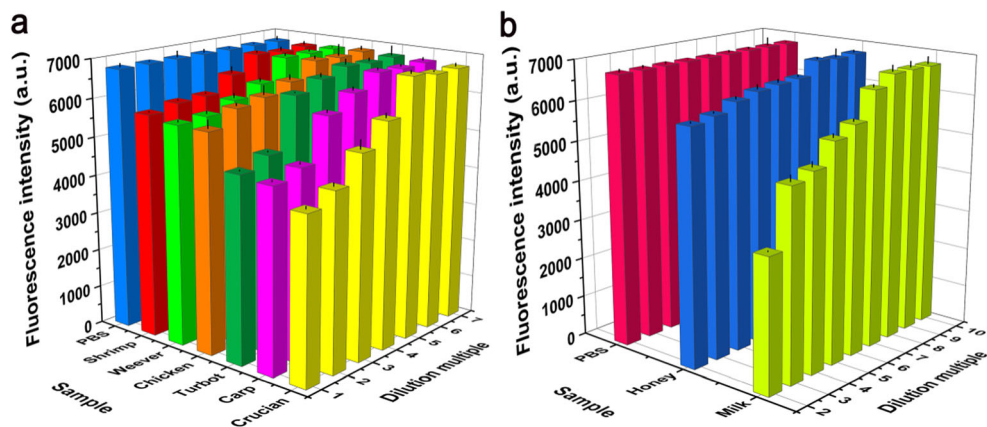 a
Fluorescence intensity (a.u.)
7000
6000
5000
4000
3000
2000
1000
0
PBS
Shrimp
Weever
Chicken
Turbot
Carp
Crucian
Sample
1
2
3
4
5
6
7
Dilution multiple
b
Fluorescence intensity (a.u.)
7000
6000
5000
4000
3000
2000
1000
0
PBS
Honey
Milk
Sample
2
3
4
5
6
7
8
9
10
Dilution multiple